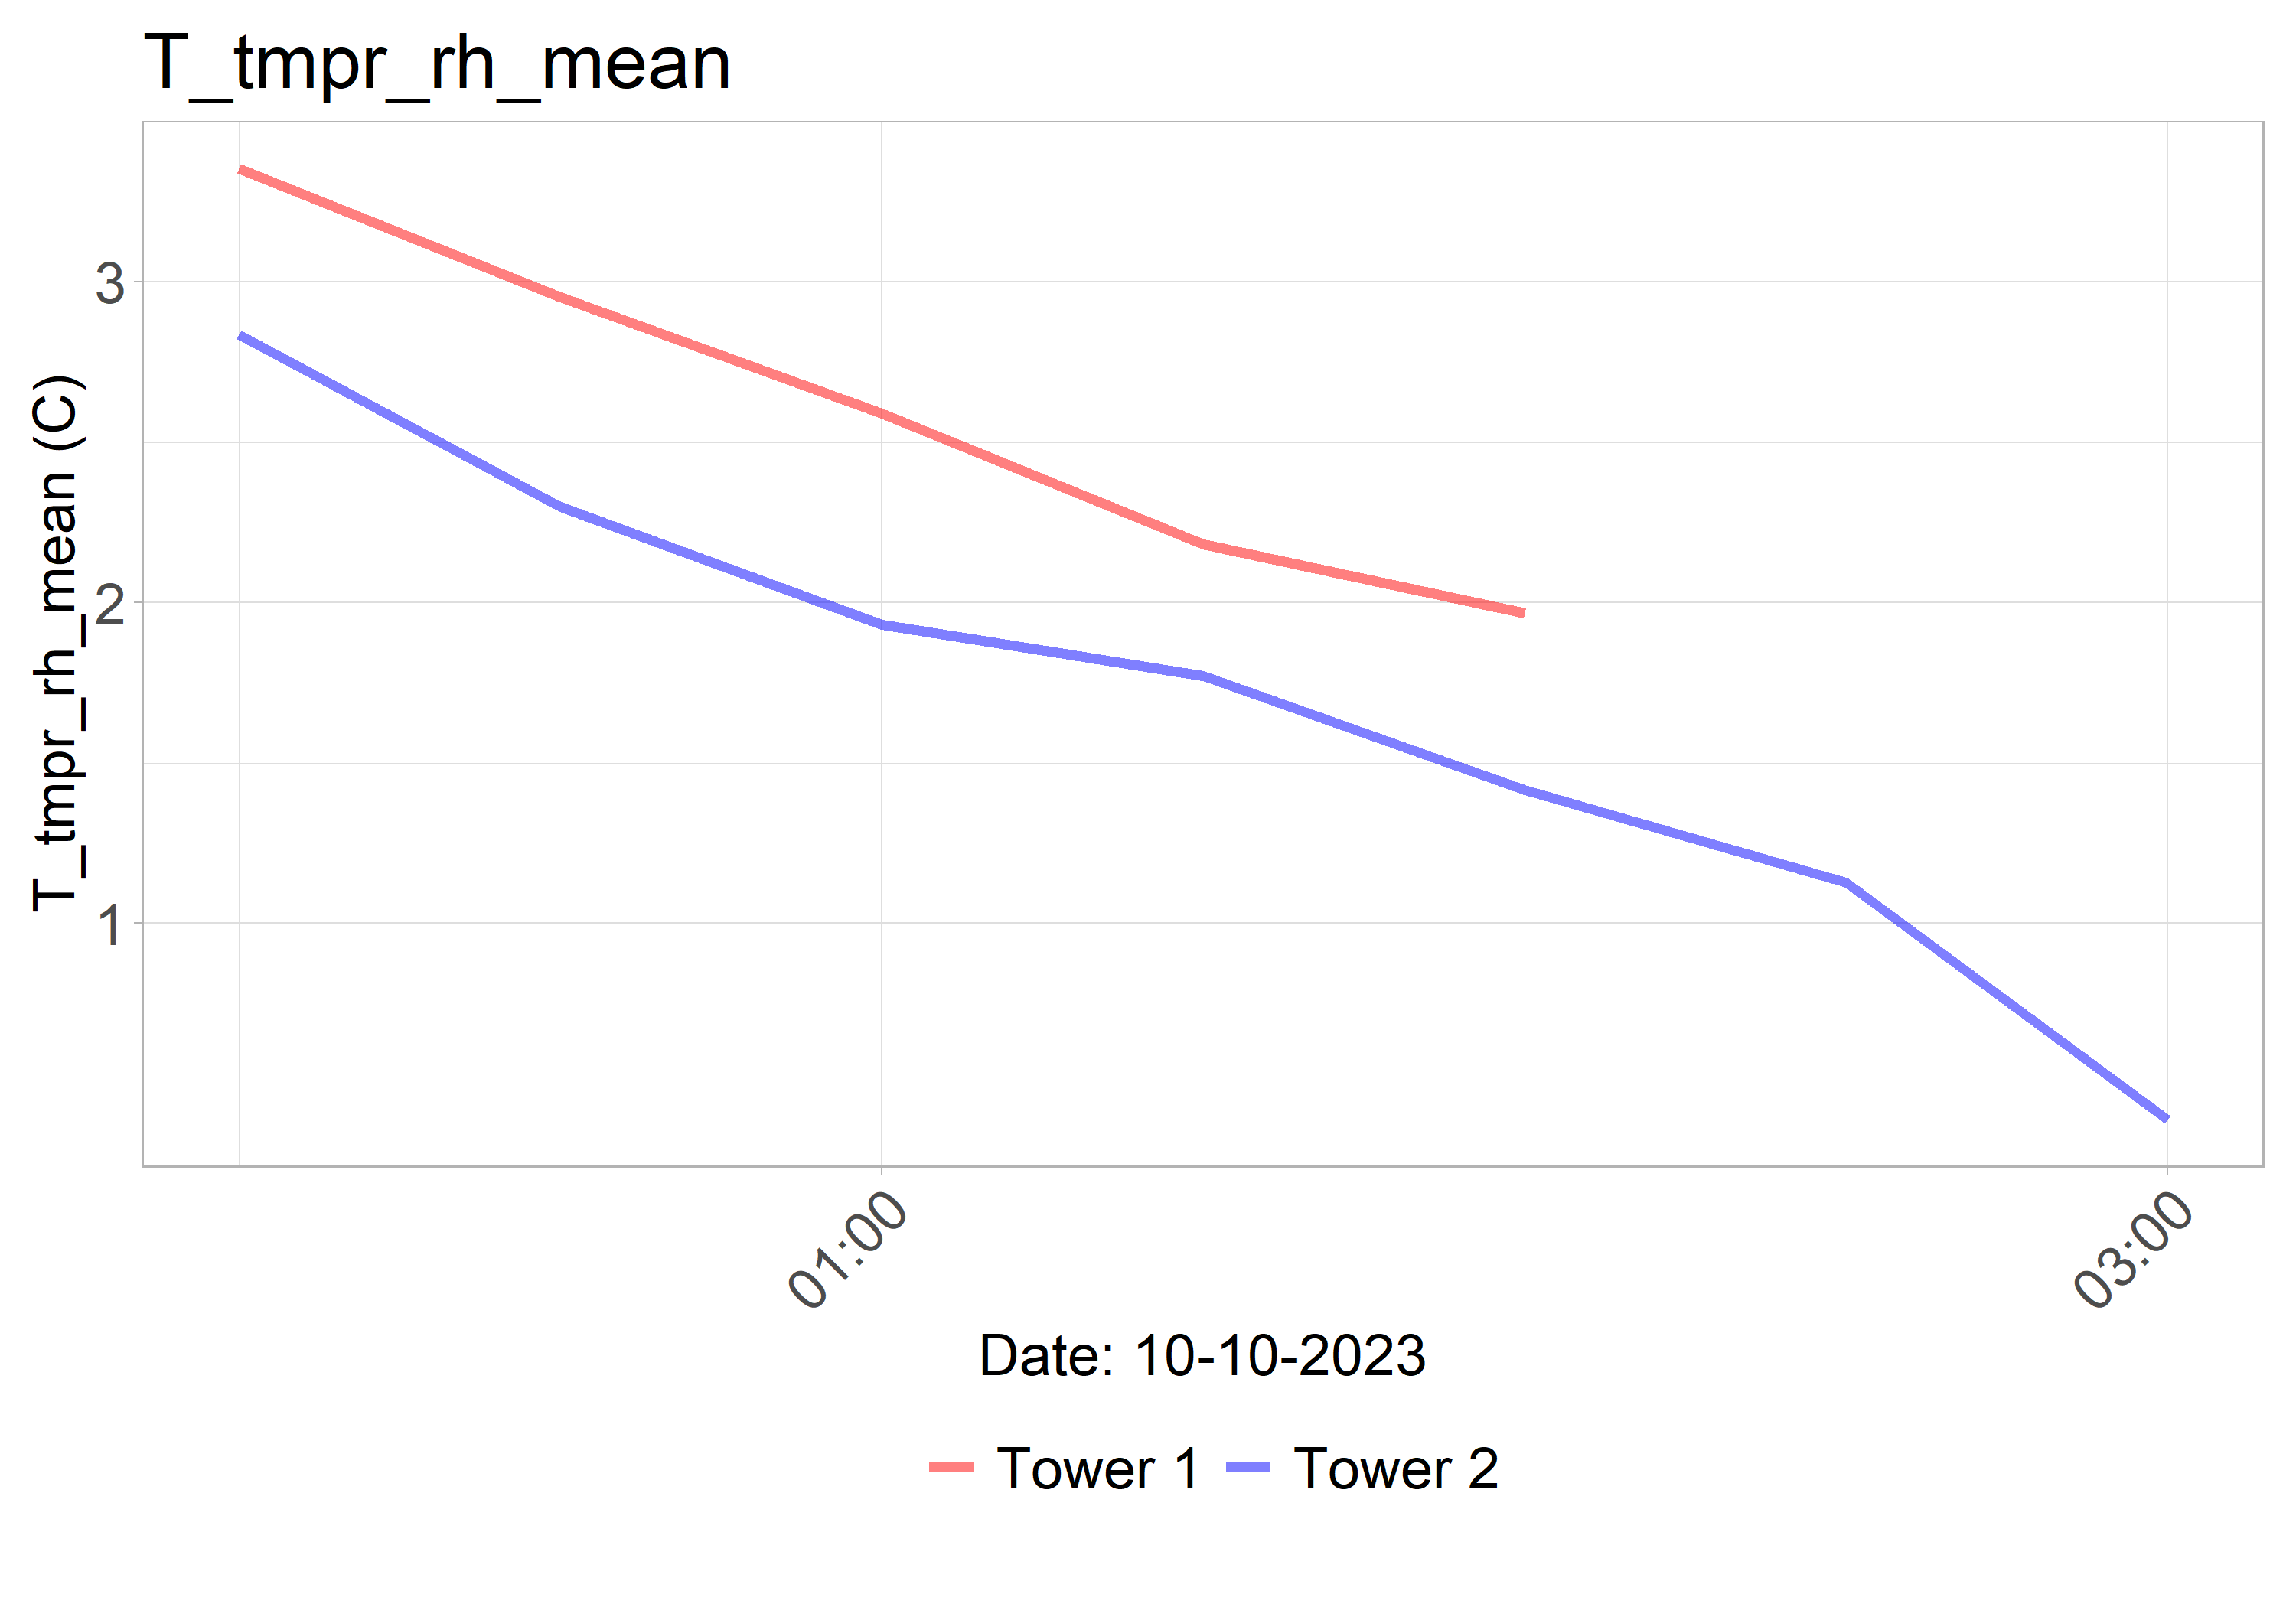 T_tmpr_rh_mean
T_tmpr_rh_mean (C)
3
2
1
01:00
03:00
Date: 10-10-2023
Tower 1
Tower 2